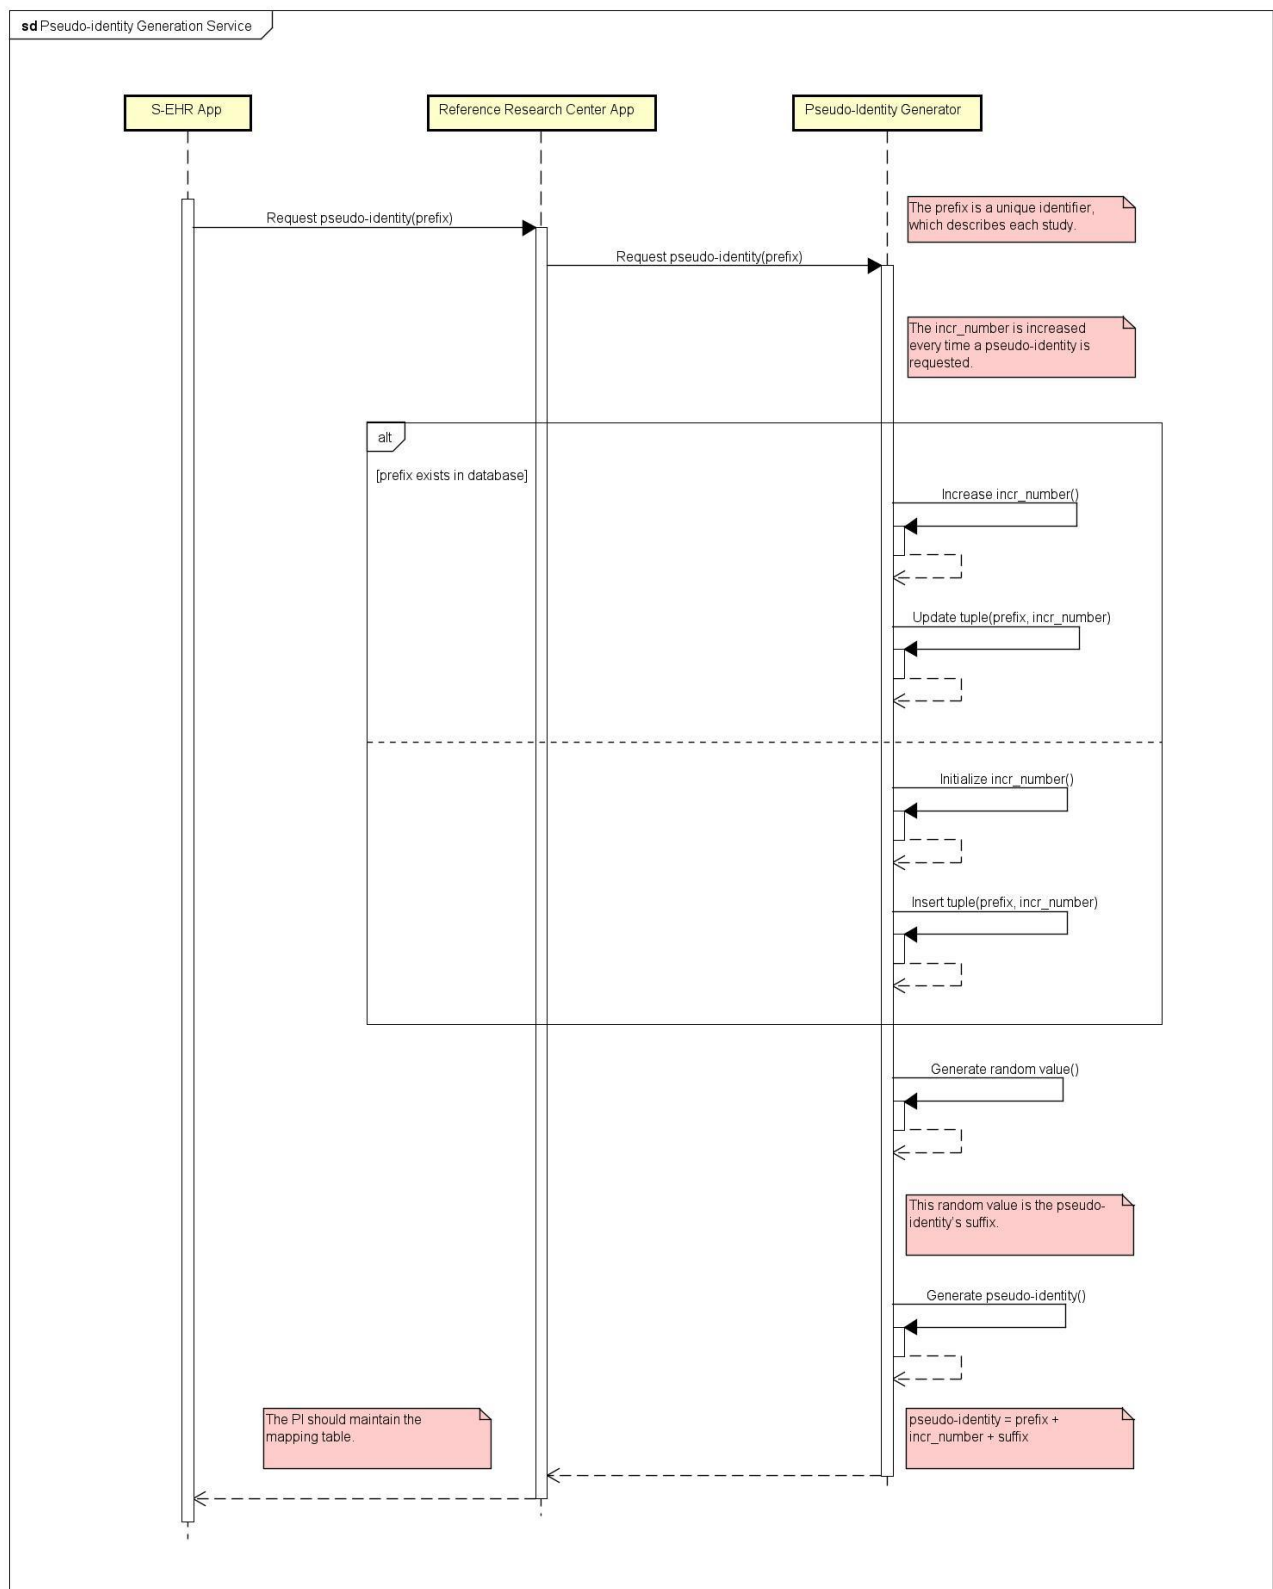 sd Pseudo-identity Generation Service
S-EHR App
Reference Research Center App
Pseudo-Identity Generator
The prefix is a unique identifier,
which describes each study.
Request pseudo-identity(prefix)
Request pseudo-identity(prefix)
The incr_number is increased
every time a pseudo-identity is
requested.
alt
[prefix exists in database]
Increase incr_number()
Update tuple(prefix, incr_number)
Initialize incr_number()
Insert tuple(prefix, incr_number)
Generate random value()
This random value is the pseudo-
identity's suffix.
Generate pseudo-identity()
The PI should maintain the
mapping table.
pseudo-identity = prefix +
incr_number + suffix